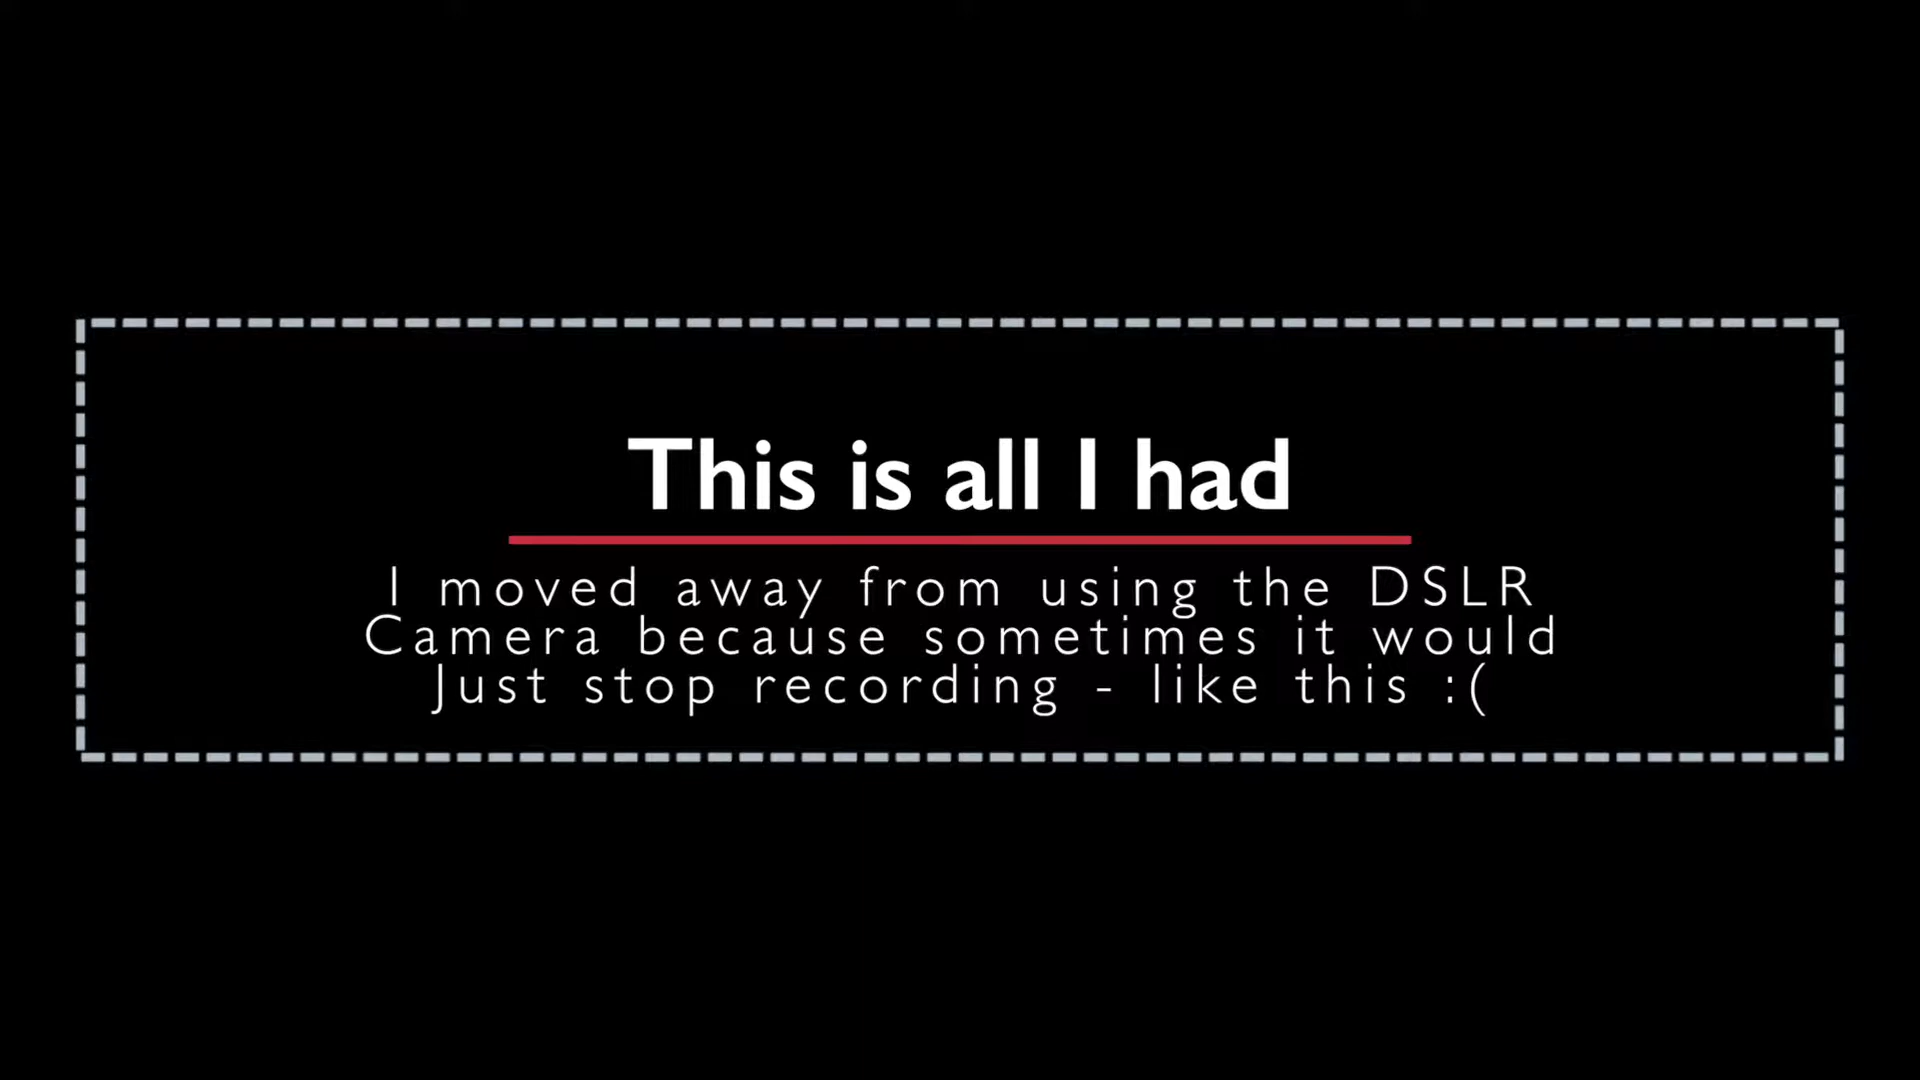 This is all I had
I moved away from using the DSLR
Camera because sometimes it would
Just stop recording - like this :(